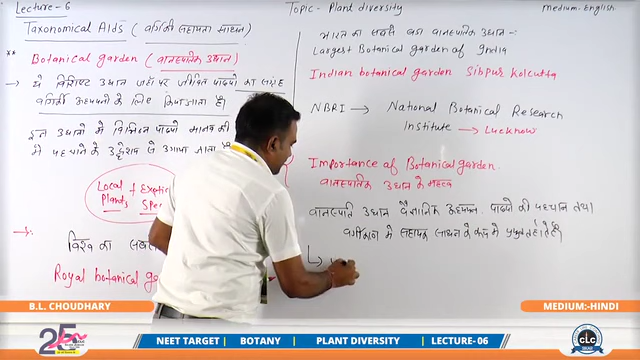 Lecture - 6
Topic - Plant diversity
Medium - English
Taxonomical Aids ( वर्गिकी सहायता साधन )
** Botanical garden ( वानस्पतिक उद्यान )
→ ये विशिष्ट उद्यान जहाँ पर जीवित पादपो का संग्रह
वर्गिकी अध्ययनो के लिए किया जाता है।
इन उद्यानो में विभिन्न पादपो
में पहचाने के उद्देश्य से उगाया जाता है
Local + Exotic
Plants
विश्व का
Royal botanical
भारत का सबसे बडा वानस्पतिक उद्यान -:
Largest Botanical garden of India
Indian botanical garden Sibpur Kolcutta
NBRI → National Botanical Research
Institute → Lucknow
Importance of Botanical garden.
वानस्पतिक उद्यान के महत्व
वानस्पति उद्यान वैज्ञानिक अध्ययन, पादपो की पहचान तथा
वर्गीकरण में सहायक साधन के रूप में प्रयुक्त होते है।
B.L. CHOUDHARY
MEDIUM:-HINDI
25
NEET TARGET
BOTANY
PLANT DIVERSITY
LECTURE-06
CLC